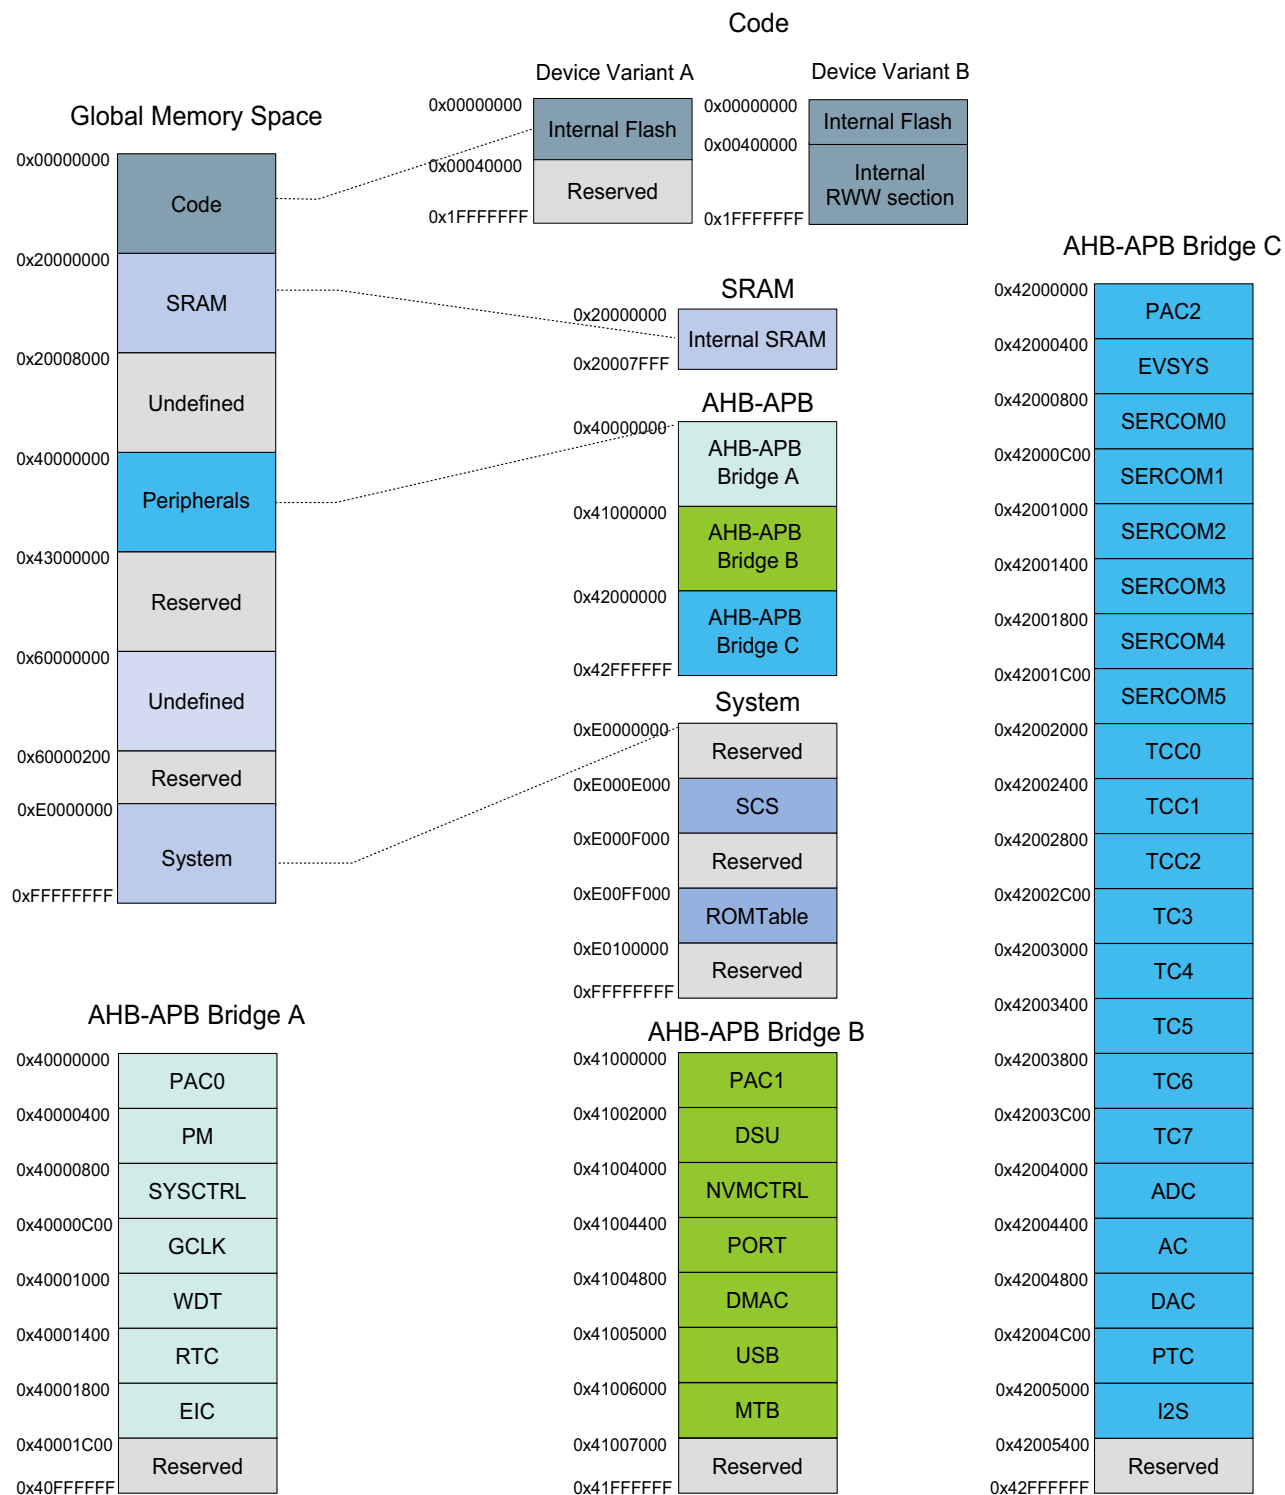 Code
Device Variant A
0x00000000
Internal Flash
0x00040000
Reserved
0x1FFFFFFF
Device Variant B
0x00000000
Internal Flash
0x00400000
Internal
RWW section
0x1FFFFFFF
Global Memory Space
0x00000000
Code
0x20000000
SRAM
0x20008000
Undefined
0x40000000
Peripherals
0x43000000
Reserved
0x60000000
Undefined
0x60000200
Reserved
0xE0000000
System
0xFFFFFFFF
SRAM
0x20000000
Internal SRAM
0x20007FFF
AHB-APB
0x40000000
AHB-APB
Bridge A
0x41000000
AHB-APB
Bridge B
0x42000000
AHB-APB
Bridge C
0x42FFFFFF
System
0xE0000000
Reserved
0xE000E000
SCS
0xE000F000
Reserved
0xE00FF000
ROMTable
0xE0100000
Reserved
0xFFFFFFFF
AHB-APB Bridge A
0x40000000
PAC0
0x40000400
PM
0x40000800
SYSCTRL
0x40000C00
GCLK
0x40001000
WDT
0x40001400
RTC
0x40001800
EIC
0x40001C00
Reserved
0x40FFFFFF
AHB-APB Bridge B
0x41000000
PAC1
0x41002000
DSU
0x41004000
NVMCTRL
0x41004400
PORT
0x41004800
DMAC
0x41005000
USB
0x41006000
MTB
0x41007000
Reserved
0x41FFFFFF
AHB-APB Bridge C
0x42000000
PAC2
0x42000400
EVSYS
0x42000800
SERCOM0
0x42000C00
SERCOM1
0x42001000
SERCOM2
0x42001400
SERCOM3
0x42001800
SERCOM4
0x42001C00
SERCOM5
0x42002000
TCC0
0x42002400
TCC1
0x42002800
TCC2
0x42002C00
TC3
0x42003000
TC4
0x42003400
TC5
0x42003800
TC6
0x42003C00
TC7
0x42004000
ADC
0x42004400
AC
0x42004800
DAC
0x42004C00
PTC
0x42005000
I2S
0x42005400
Reserved
0x42FFFFFF